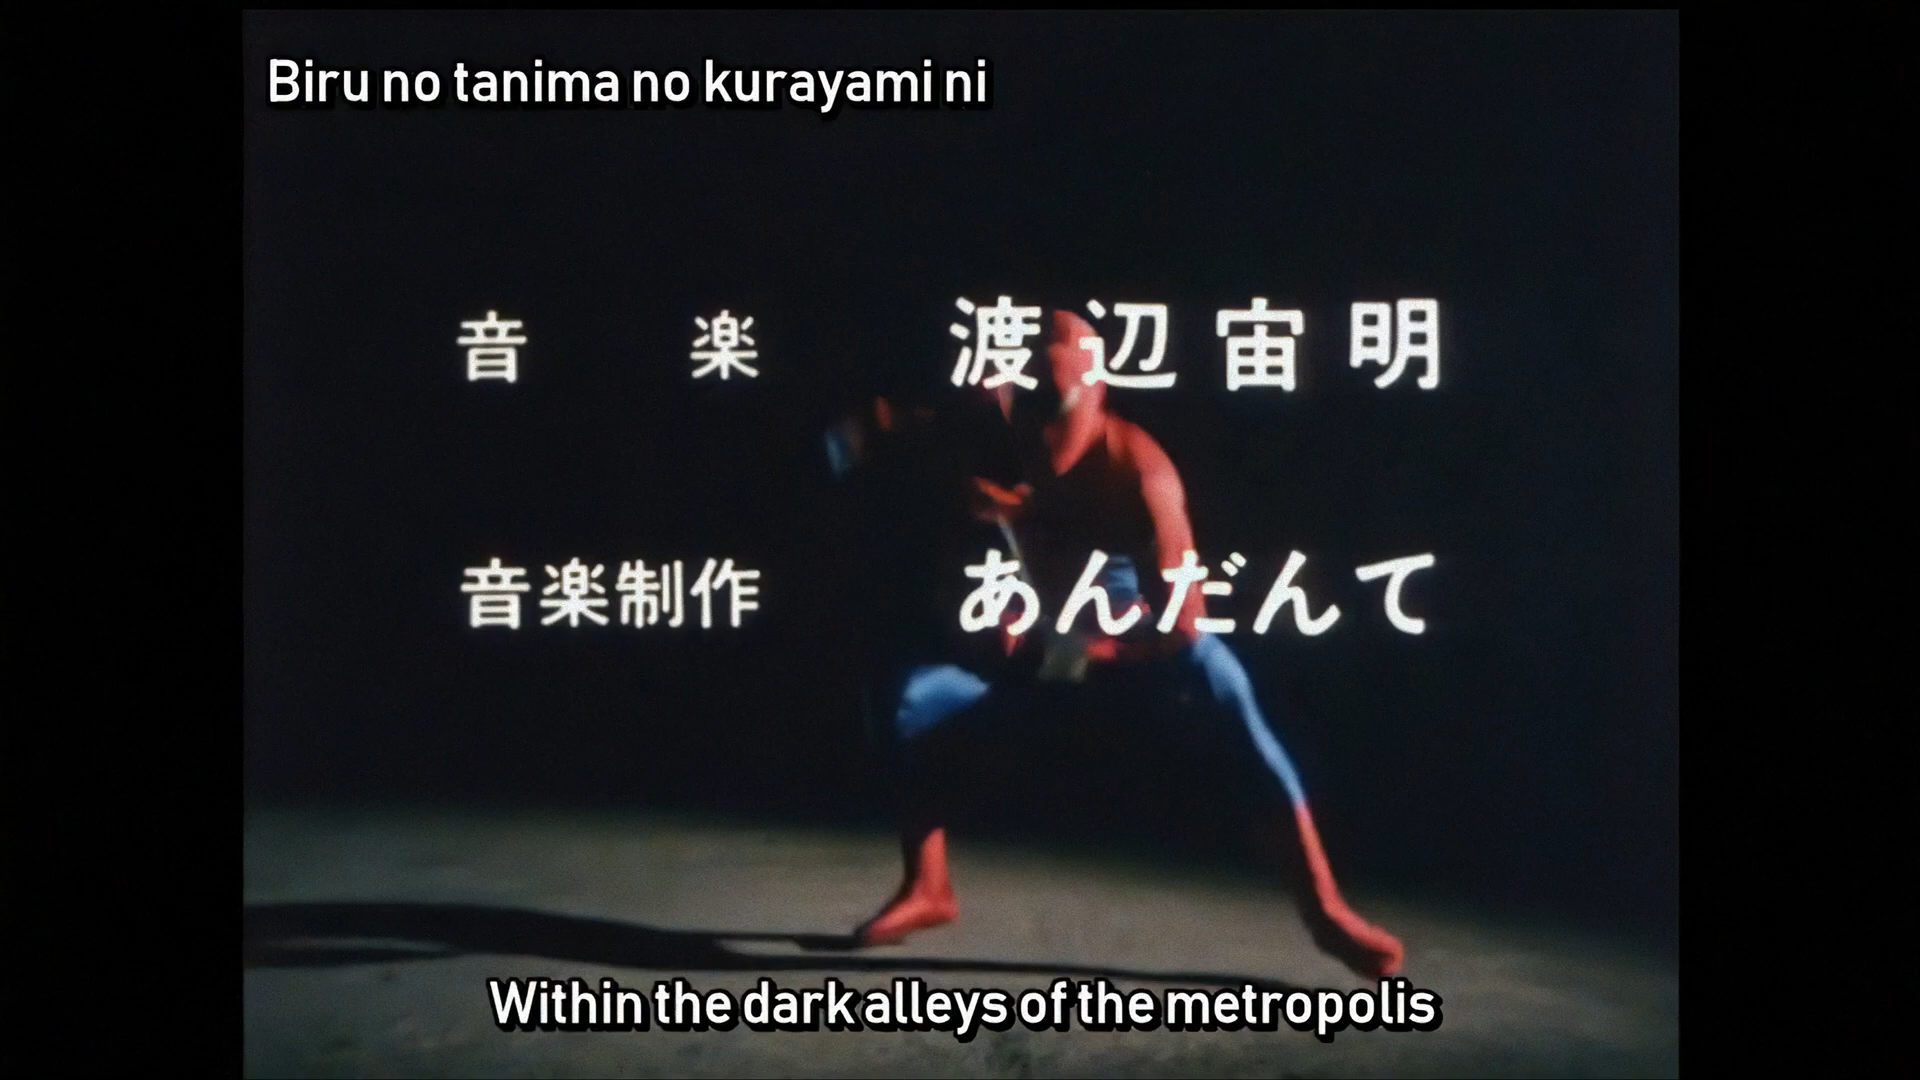 Biru no tanima no kurayami ni
音楽 渡辺宙明
音楽制作 あんだんて
Within the dark alleys of the metropolis